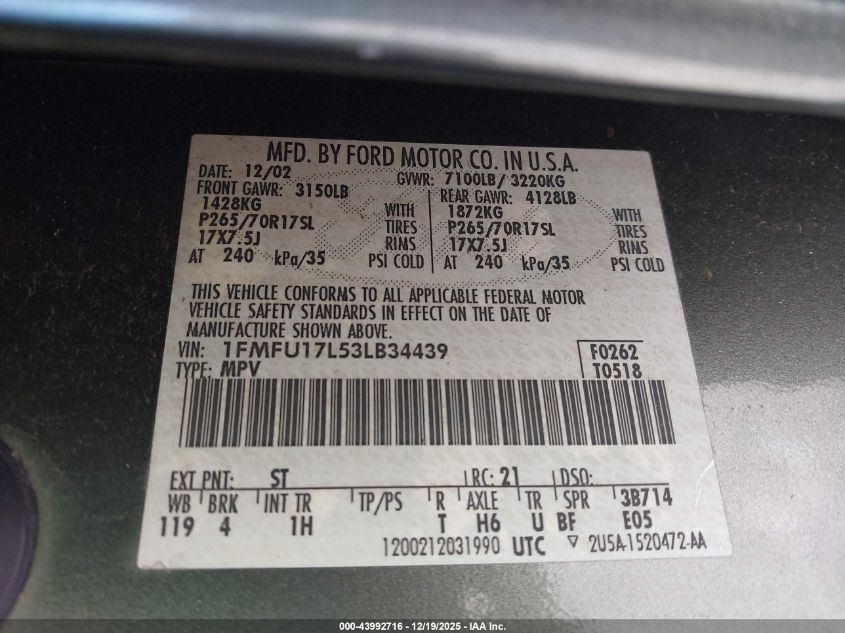 MFD. BY FORD MOTOR CO. IN U.S.A.
DATE: 12/02 GVWR: 7100LB/ 3220KG
FRONT GAWR: 3150LB REAR GAWR: 4128LB
1428KG WITH 1872KG WITH
P265/70R17SL TIRES P265/70R17SL TIRES
17X7.5J RIMS 17X7.5J RIMS
AT 240 kPa/35 PSI COLD AT 240 kPa/35 PSI COLD
THIS VEHICLE CONFORMS TO ALL APPLICABLE FEDERAL MOTOR
VEHICLE SAFETY STANDARDS IN EFFECT ON THE DATE OF
MANUFACTURE SHOWN ABOVE.
VIN: 1FMFU17L53LB34439 F0262
TYPE: MPV T0518
EXT PNT: ST RC: 21 DSO:
WB BRK INT TR TP/PS R AXLE TR SPR 3B714
119 4 1H T H6 U BF E05
1200212031990 UTC ▽ 2U5A-1520472-AA
000-43992716 - 12/19/2025 - IAA Inc.